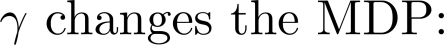 γ changes the MDP: